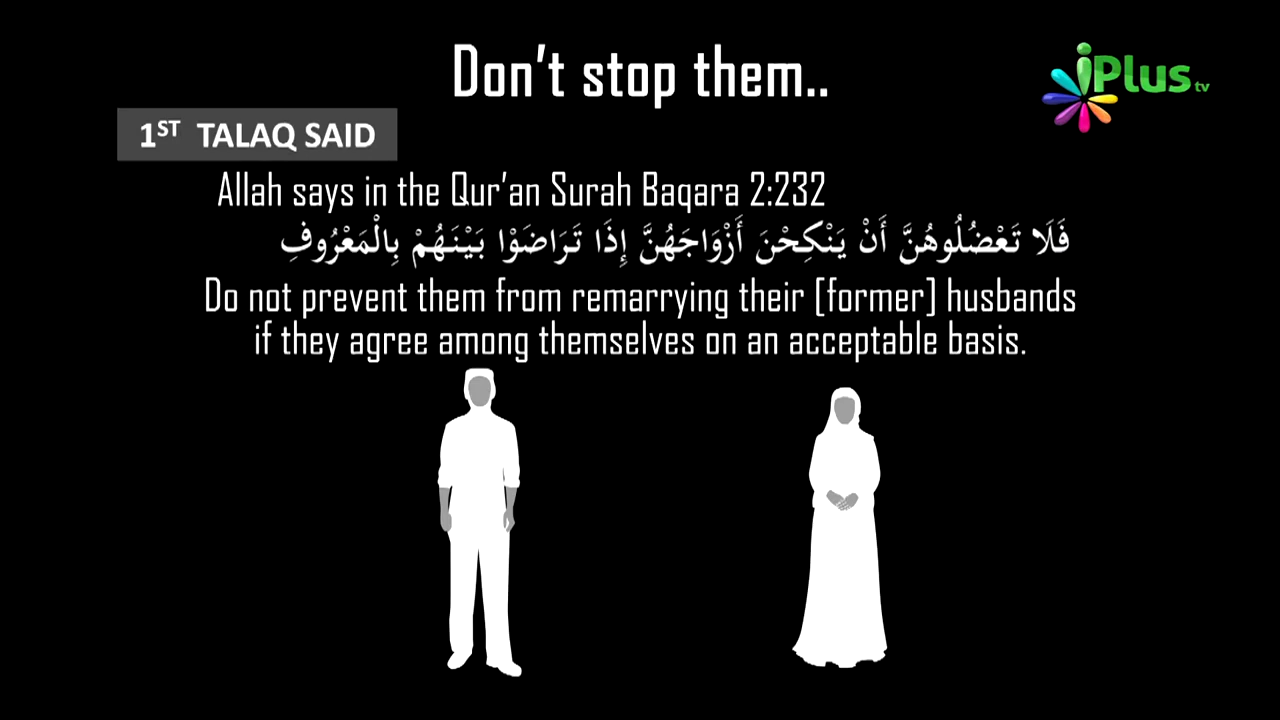 Don't stop them..
iPlus tv
1ST TALAQ SAID
Allah says in the Qur'an Surah Baqara 2:232
فَلَا تَعْضُلُوهُنَّ أَنْ يَنْكِحْنَ أَزْوَاجَهُنَّ إِذَا تَرَاضَوْا بَيْنَهُمْ بِالْمَعْرُوفِ
Do not prevent them from remarrying their [former] husbands
if they agree among themselves on an acceptable basis.